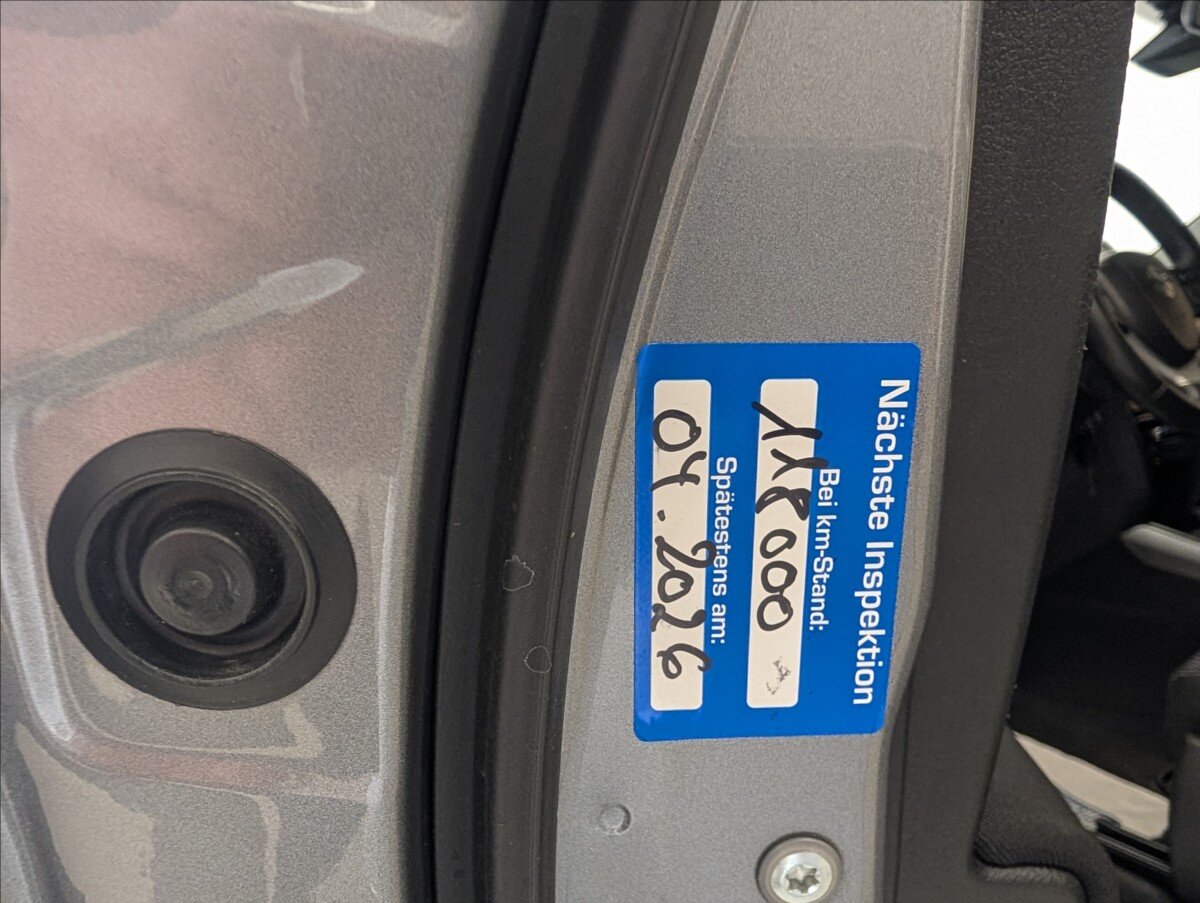 Nächste Inspektion
Bei km-Stand:
118000
Spätestens am:
04.2026